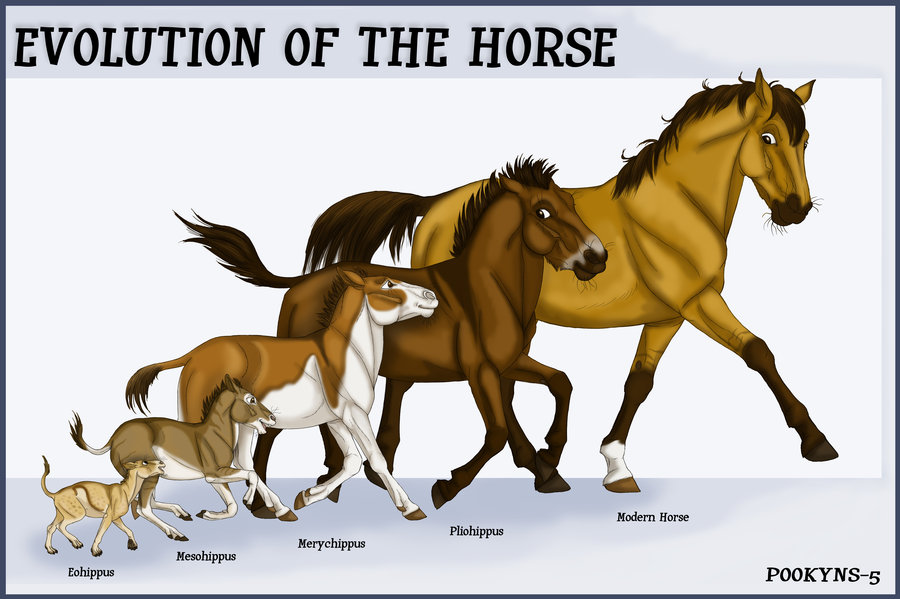 EVOLUTION OF THE HORSE
Eohippus
Mesohippus
Merychippus
Pliohippus
Modern Horse
POOKYNS-5